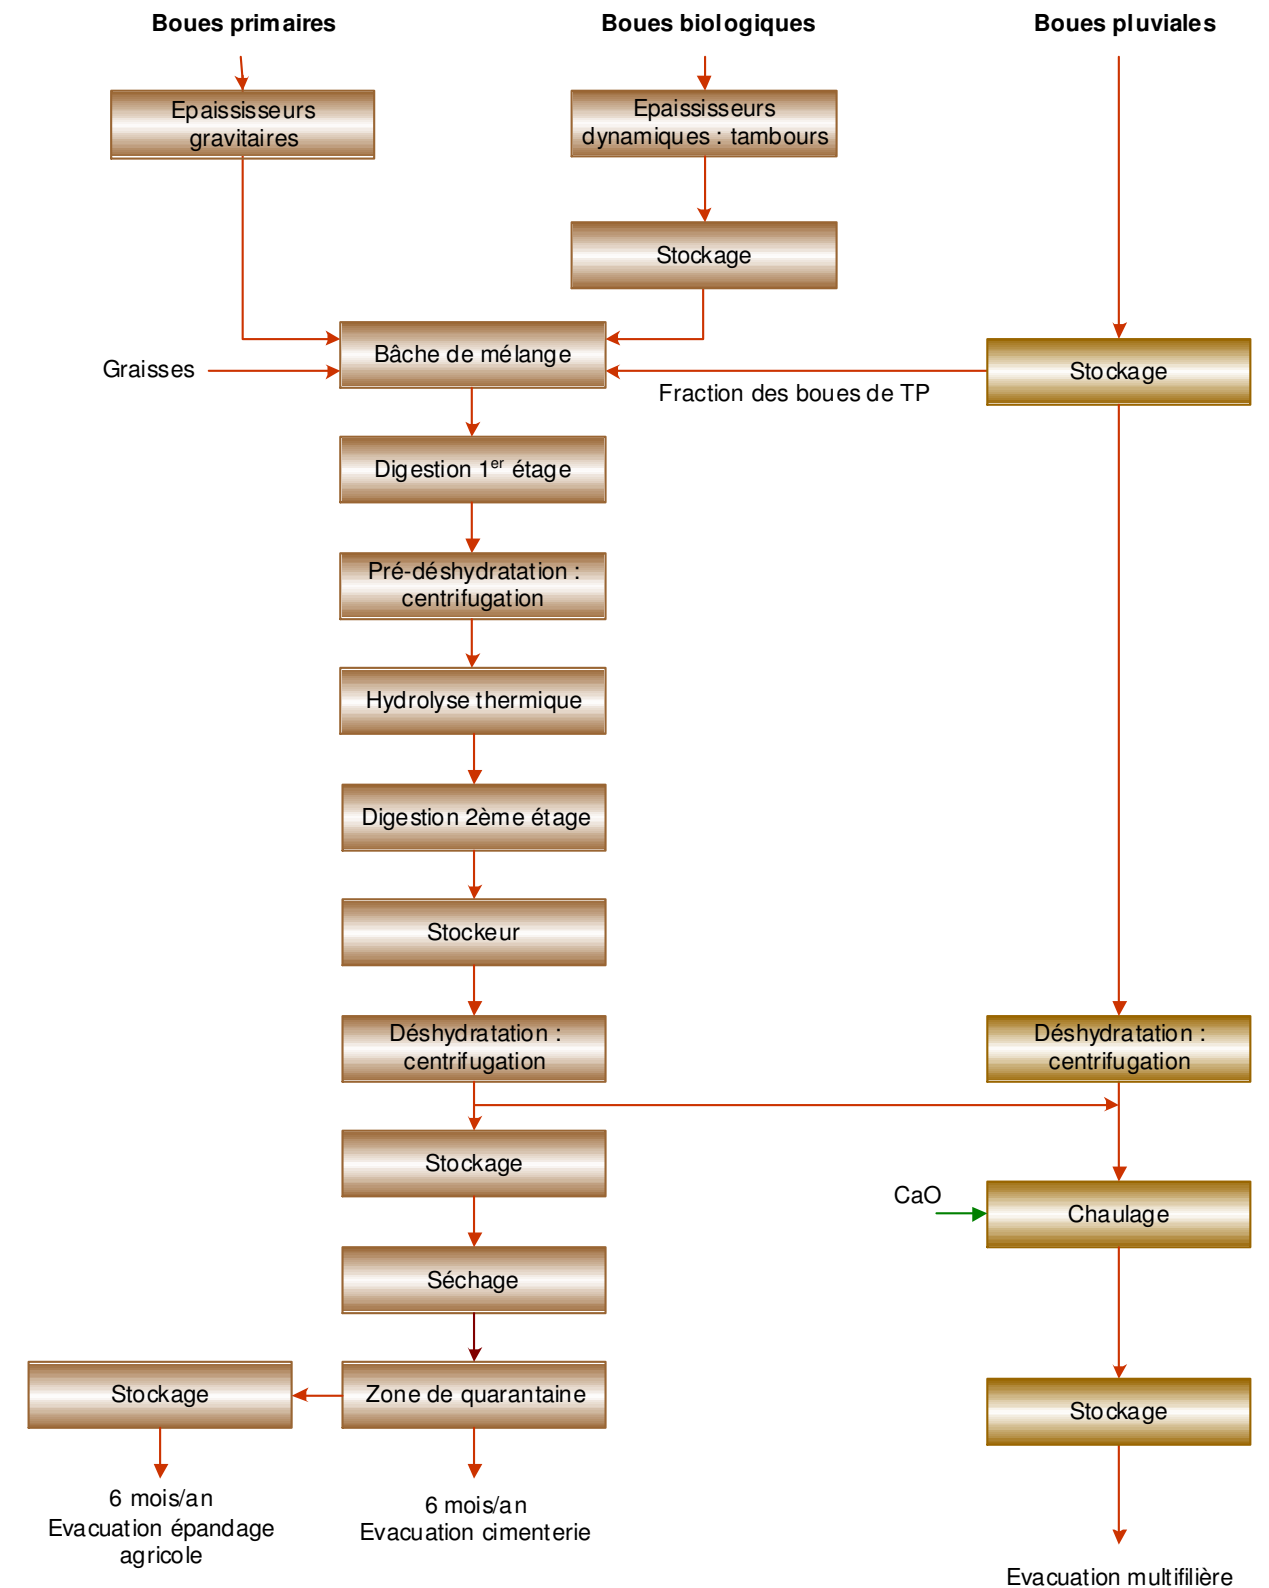 Boues primaires
Boues biologiques
Boues pluviales
Epaississeurs
gravitaires
Epaississeurs
dynamiques : tambours
Stockage
Bâche de mélange
Graisses
Stockage
Fraction des boues de TP
Digestion 1er étage
Pré-déshydratation :
centrifugation
Hydrolyse thermique
Digestion 2ème étage
Stockeur
Déshydratation :
centrifugation
Déshydratation :
centrifugation
Stockage
CaO
Chaulage
Séchage
Stockage
Zone de quarantaine
Stockage
6 mois/an
Evacuation épandage
agricole
6 mois/an
Evacuation cimenterie
Evacuation multifilière